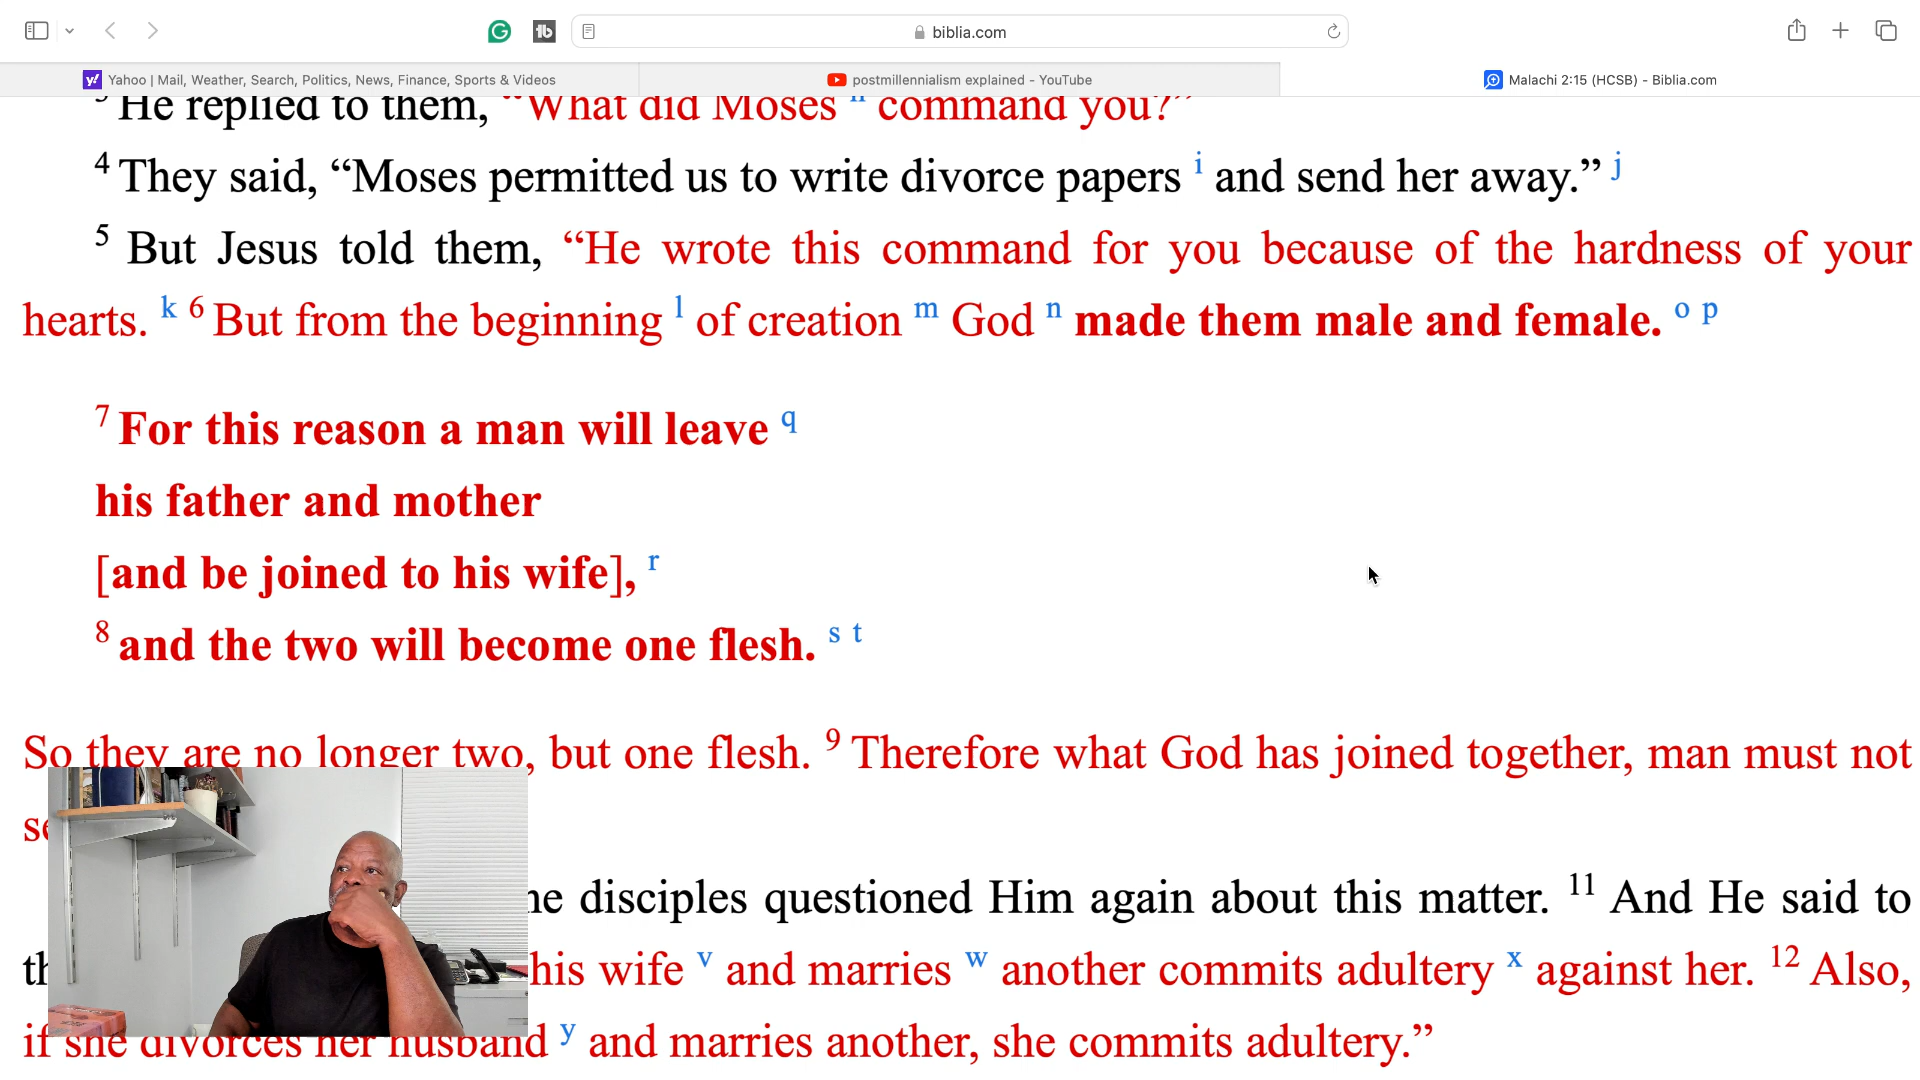 biblia.com
Yahoo | Mail, Weather, Search, Politics, News, Finance, Sports & Videos
postmillennialism explained - YouTube
Malachi 2:15 (HCSB) - Biblia.com
3 He replied to them, “What did Moses h command you?”
4 They said, “Moses permitted us to write divorce papers i and send her away.” j
5 But Jesus told them, “He wrote this command for you because of the hardness of your
hearts. k 6 But from the beginning l of creation m God n made them male and female. o p
7 For this reason a man will leave q
his father and mother
[and be joined to his wife], r
8 and the two will become one flesh. s t
So they are no longer two, but one flesh. 9 Therefore what God has joined together, man must not
disciples questioned Him again about this matter. 11 And He said to
his wife v and marries w another commits adultery x against her. 12 Also,
if she divorces her husband y and marries another, she commits adultery.”